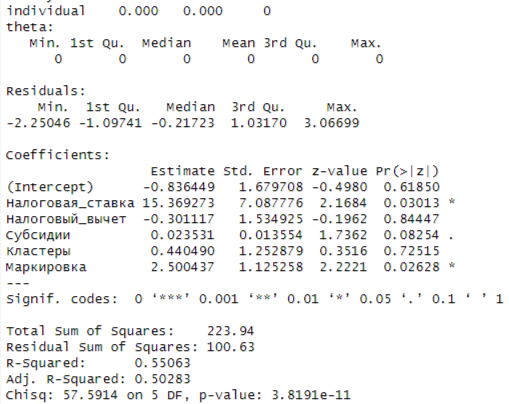 individual    0.000   0.000      0
theta:
   Min. 1st Qu.  Median    Mean 3rd Qu.    Max.
      0       0       0       0       0       0
Residuals:
    Min.  1st Qu.   Median  3rd Qu.     Max.
-2.25046 -1.09741 -0.21723  1.03170  3.06699
Coefficients:
                  Estimate Std. Error z-value Pr(>|z|)
(Intercept)      -0.836449   1.679708 -0.4980  0.61850
Налоговая_ставка 15.369273   7.087776  2.1684  0.03013 *
Налоговый_вычет  -0.301117   1.534925 -0.1962  0.84447
Субсидии          0.023531   0.013554  1.7362  0.08254 .
Кластеры          0.440490   1.252879  0.3516  0.72515
Маркировка        2.500437   1.125258  2.2221  0.02628 *
---
Signif. codes:  0 ‘***’ 0.001 ‘**’ 0.01 ‘*’ 0.05 ‘.’ 0.1 ‘ ’ 1
Total Sum of Squares:    223.94
Residual Sum of Squares: 100.63
R-Squared:      0.55063
Adj. R-Squared: 0.50283
Chisq: 57.5914 on 5 DF, p-value: 3.8191e-11